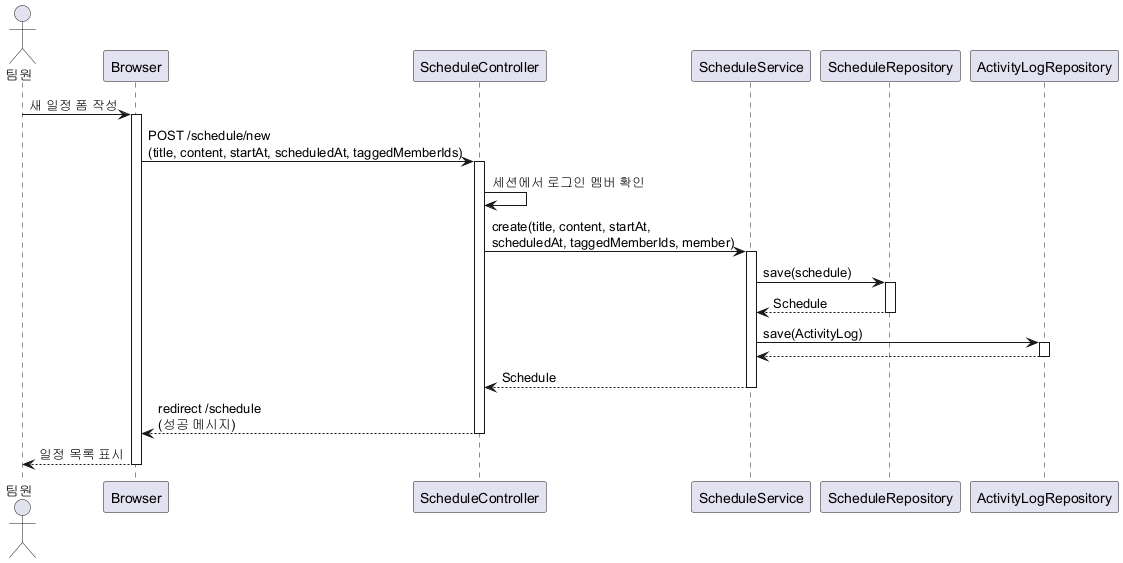 팀원
Browser
ScheduleController
ScheduleService
ScheduleRepository
ActivityLogRepository
새 일정 폼 작성
POST /schedule/new
(title, content, startAt, scheduledAt, taggedMemberIds)
세션에서 로그인 멤버 확인
create(title, content, startAt,
scheduledAt, taggedMemberIds, member)
save(schedule)
Schedule
save(ActivityLog)
Schedule
redirect /schedule
(성공 메시지)
일정 목록 표시
팀원
Browser
ScheduleController
ScheduleService
ScheduleRepository
ActivityLogRepository